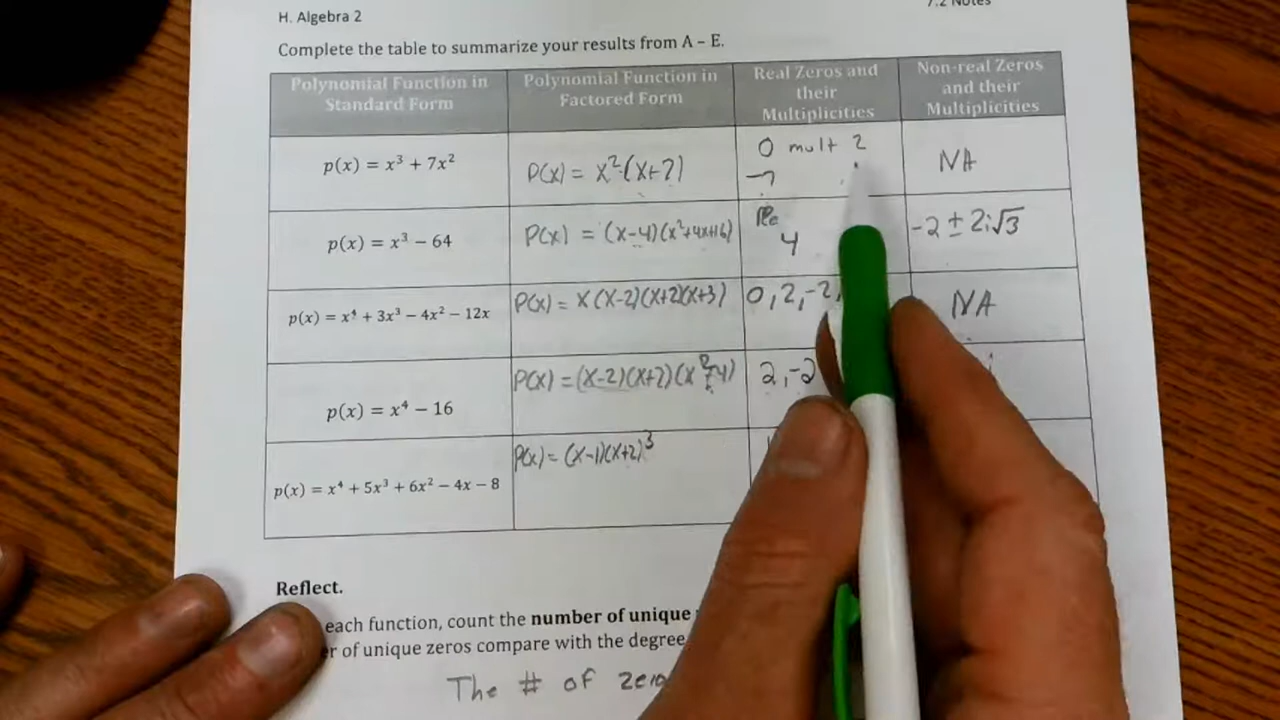 H. Algebra 2
7.2 Notes
Complete the table to summarize your results from A – E.
Polynomial Function in Standard Form
Polynomial Function in Factored Form
Real Zeros and their Multiplicities
Non-real Zeros and their Multiplicities
p(x) = x³ + 7x²
P(x) = x²(x+7)
0 mult 2
-7
NA
p(x) = x³ − 64
P(x) = (x-4)(x²+4x+16)
Re
4
-2 ± 2i√3
p(x) = x⁴ + 3x³ − 4x² − 12x
P(x) = x(x-2)(x+2)(x+3)
0, 2, -2,
NA
p(x) = x⁴ − 16
P(x) = (x-2)(x+2)(x²+4)
2, -2
i
p(x) = x⁴ + 5x³ + 6x² − 4x − 8
P(x) = (x-1)(x+2)³
Reflect.
each function, count the number of unique
er of unique zeros compare with the degree
The # of zero